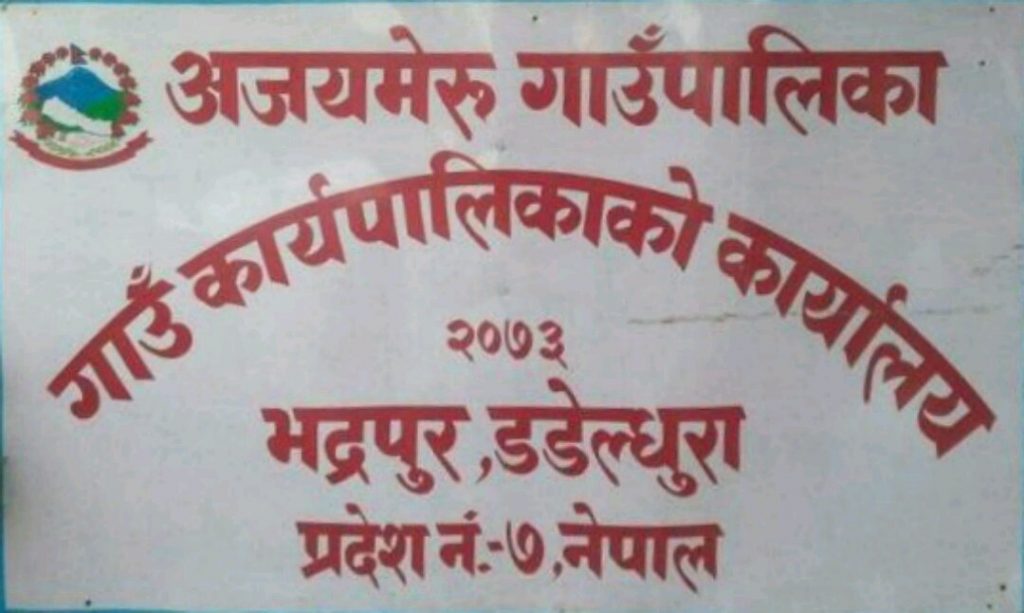 अजयमेरू गाउँपालिका
गाउँ कार्यपालिकाको कार्यालय
२०७३
भद्रपुर ,डडेल्धुरा
प्रदेश नं.-७,नेपाल